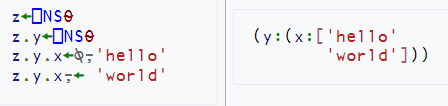 z←⎕NS⍬
z.y←⎕NS⍬
z.y.x←⍉⍪'hello'
z.y.x⍪← 'world'
(y:(x:['hello'
'world']))